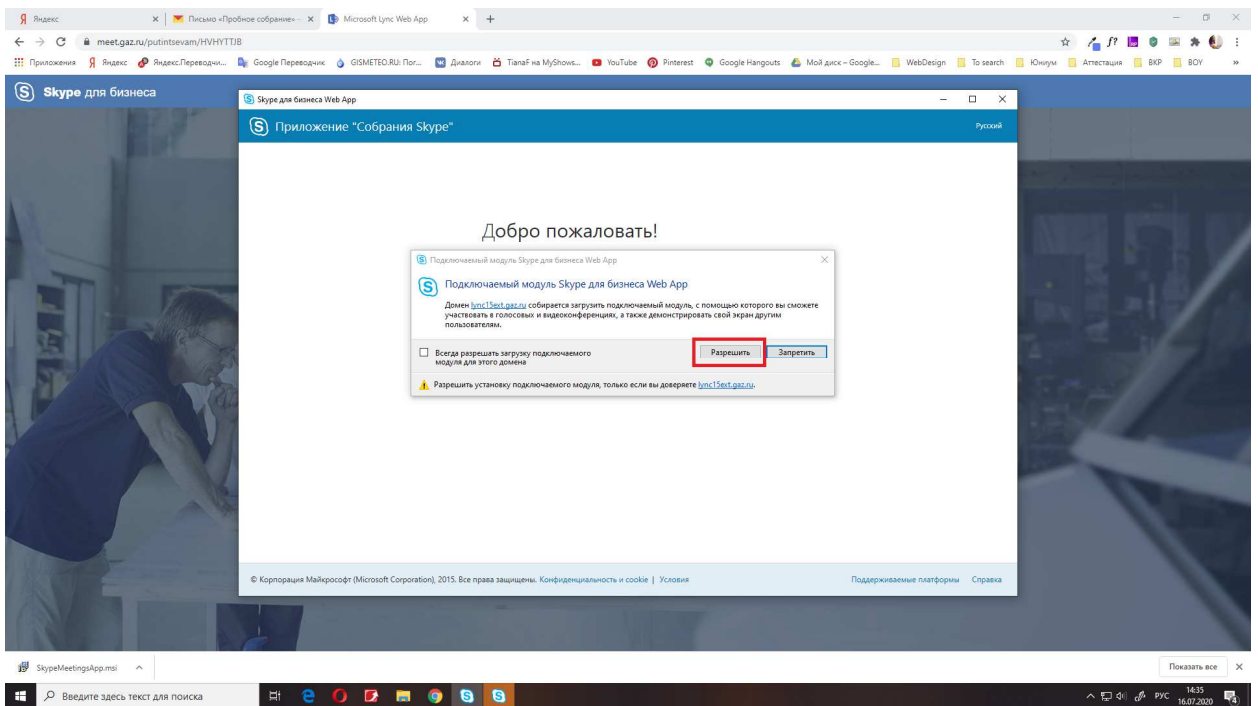 Яндекс
Письмо «Пробное собрание» –
Microsoft Lync Web App
meet.gaz.ru/putintsevam/HVHYTTJB
f?
Приложения Яндекс Яндекс.Переводчи... Google Переводчик GISMETEO.RU: Пог... Диалоги TianaF на MyShows... YouTube Pinterest Google Hangouts Мой диск – Google... WebDesign To search Юниум Аттестация ВКР ВОУ »
Skype для бизнеса
Skype для бизнеса Web App
Приложение "Собрания Skype"
Русский
Добро пожаловать!
Подключаемый модуль Skype для бизнеса Web App
Подключаемый модуль Skype для бизнеса Web App
Домен lync15ext.gaz.ru собирается загрузить подключаемый модуль, с помощью которого вы сможете
участвовать в голосовых и видеоконференциях, а также демонстрировать свой экран другим
пользователям.
Всегда разрешать загрузку подключаемого
модуля для этого домена
Разрешить
Запретить
Разрешить установку подключаемого модуля, только если вы доверяете lync15ext.gaz.ru.
© Корпорация Майкрософт (Microsoft Corporation), 2015. Все права защищены. Конфиденциальность и cookie | Условия
Поддерживаемые платформы Справка
SkypeMeetingsApp.msi
Показать все
Введите здесь текст для поиска
РУС
14:35
16.07.2020
4